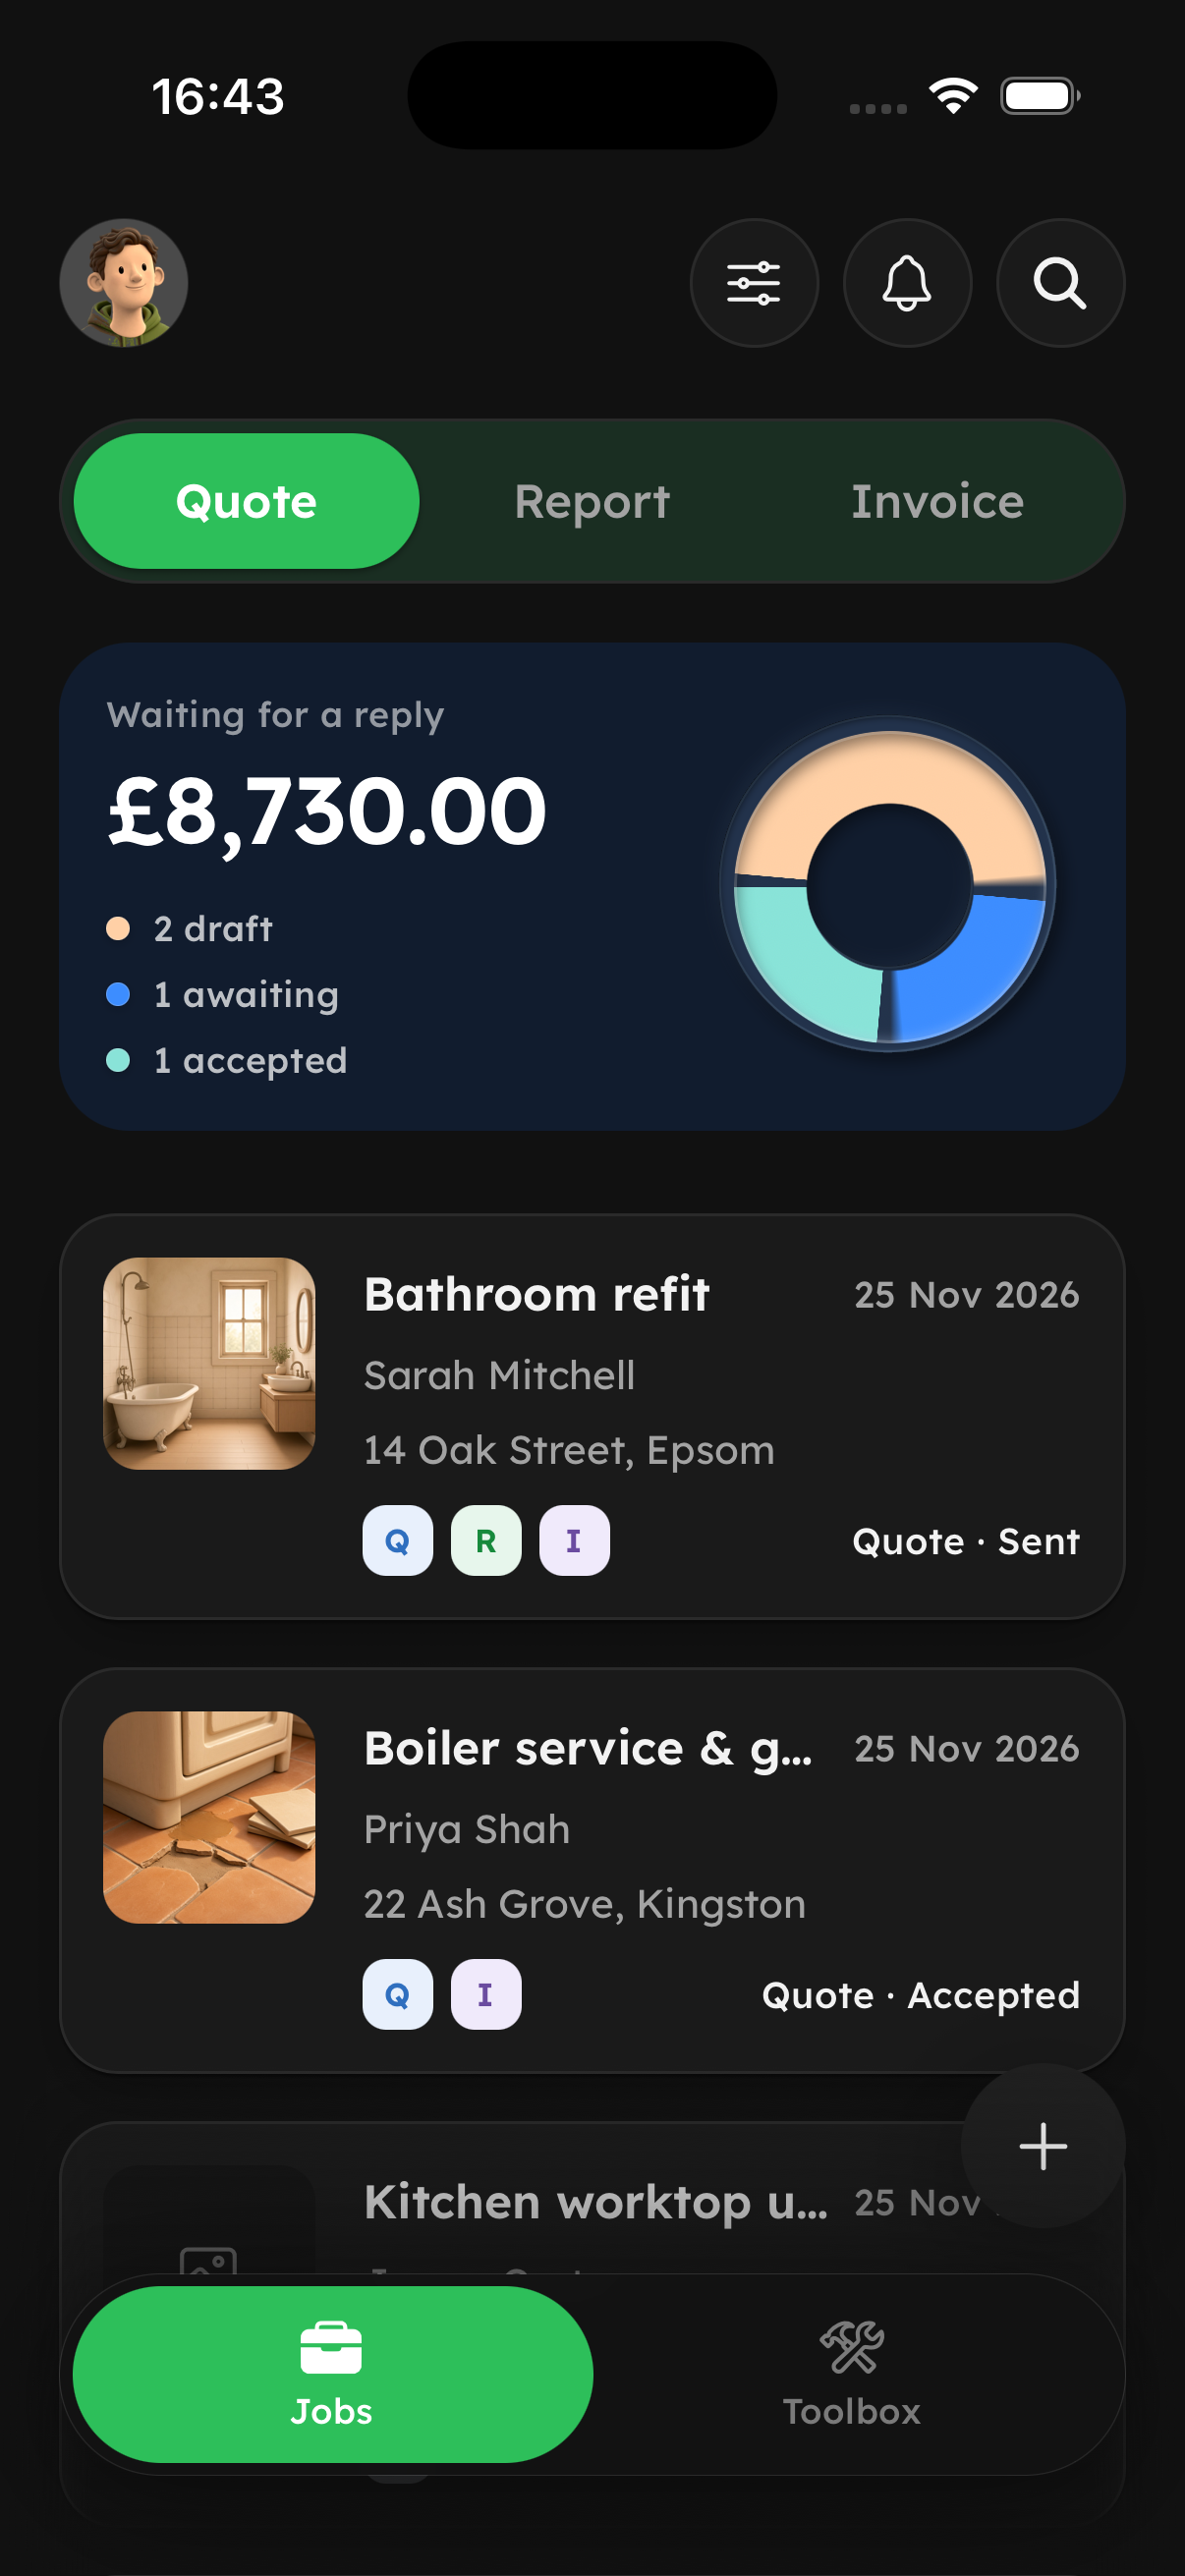 16:43
Quote Report Invoice
Waiting for a reply
£8,730.00
2 draft
1 awaiting
1 accepted
Bathroom refit 25 Nov 2026
Sarah Mitchell
14 Oak Street, Epsom
Q R I Quote · Sent
Boiler service & g... 25 Nov 2026
Priya Shah
22 Ash Grove, Kingston
Q I Quote · Accepted
Kitchen worktop u... 25 Nov
Jobs Toolbox